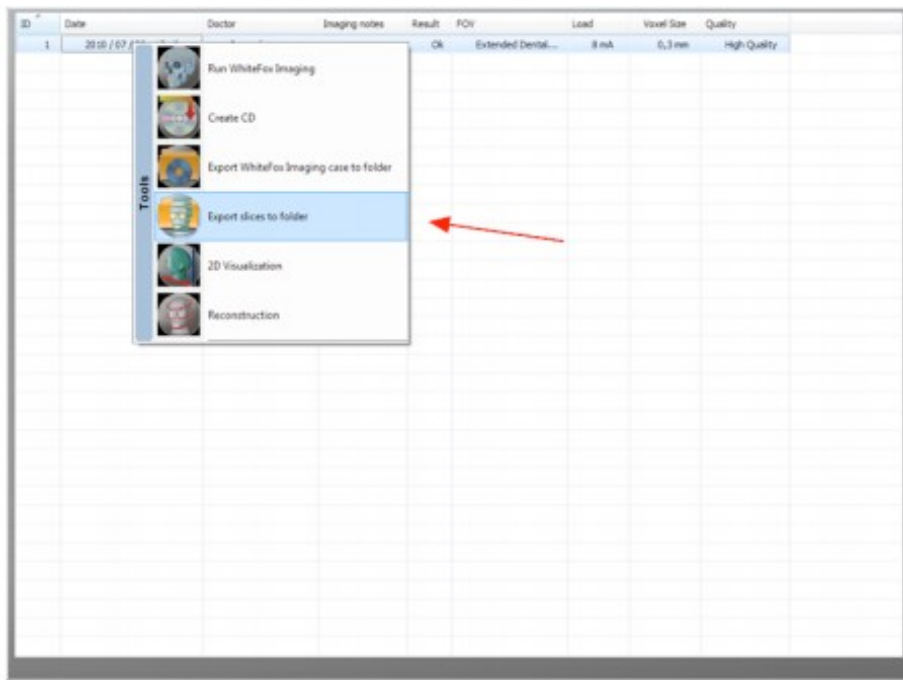 ID Date Doctor Imaging notes Result FOV Load Voxel Size Quality
1 2010 / 07 / Ok Extended Dental... 8 mA 0,3 mm High Quality
Tools
Run WhiteFox Imaging
Create CD
Export WhiteFox Imaging case to folder
Export slices to folder
2D Visualization
Reconstruction